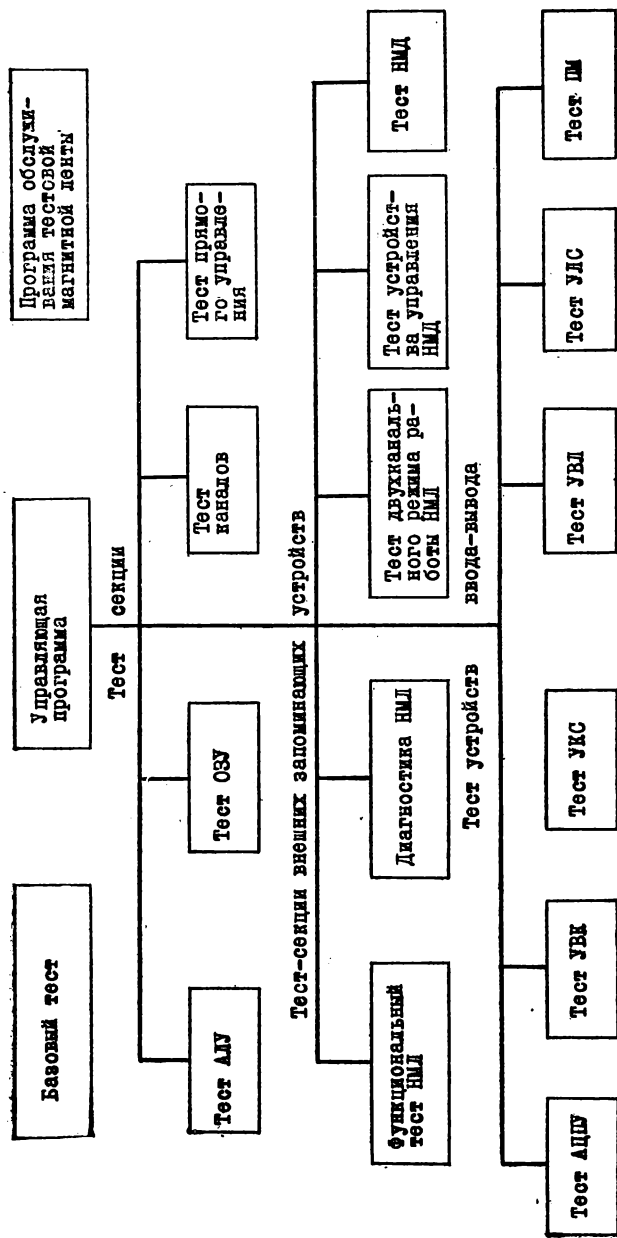 Базовый тест
Управляющая
программа
Программа обслужи-
вания тестовой
магнитной ленты
Тест секции
Тест АЛУ
Тест ОЗУ
Тест
каналов
Тест прямо-
го управле-
ния
Тест-секции внешних запоминающих устройств
Функциональный
тест НМЛ
Диагностика НМЛ
Тест двухканаль-
ного режима ра-
боты НМЛ
Тест устройст-
ва управления
НМД
Тест НМД
Тест устройств ввода-вывода
Тест АЦПУ
Тест УВК
Тест УКС
Тест УВЛ
Тест УЛС
Тест ПМ